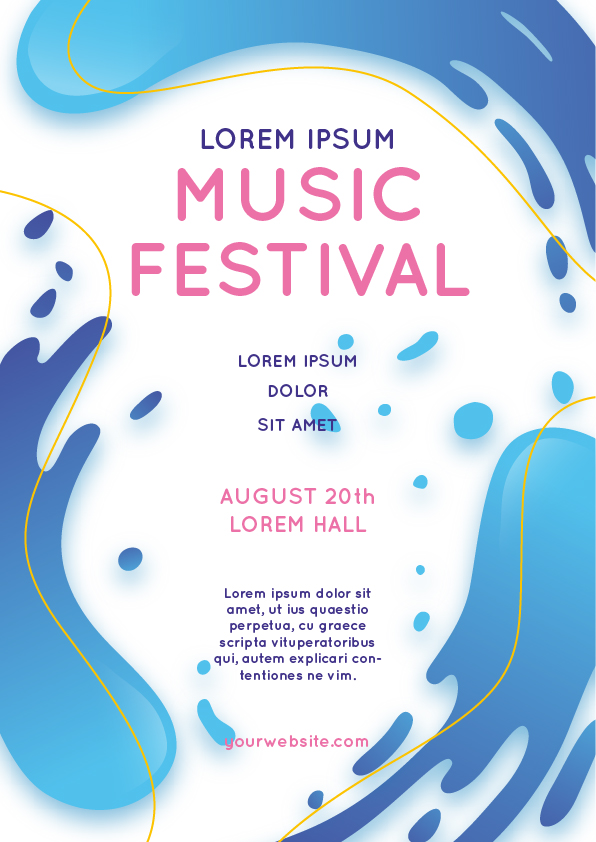 LOREM IPSUM
MUSIC
FESTIVAL
LOREM IPSUM
DOLOR
SIT AMET
AUGUST 20th
LOREM HALL
Lorem ipsum dolor sit
amet, ut ius quaestio
perpetua, cu graece
scripta vituperatoribus
qui, autem explicari con-
tentiones ne vim.
yourwebsite.com